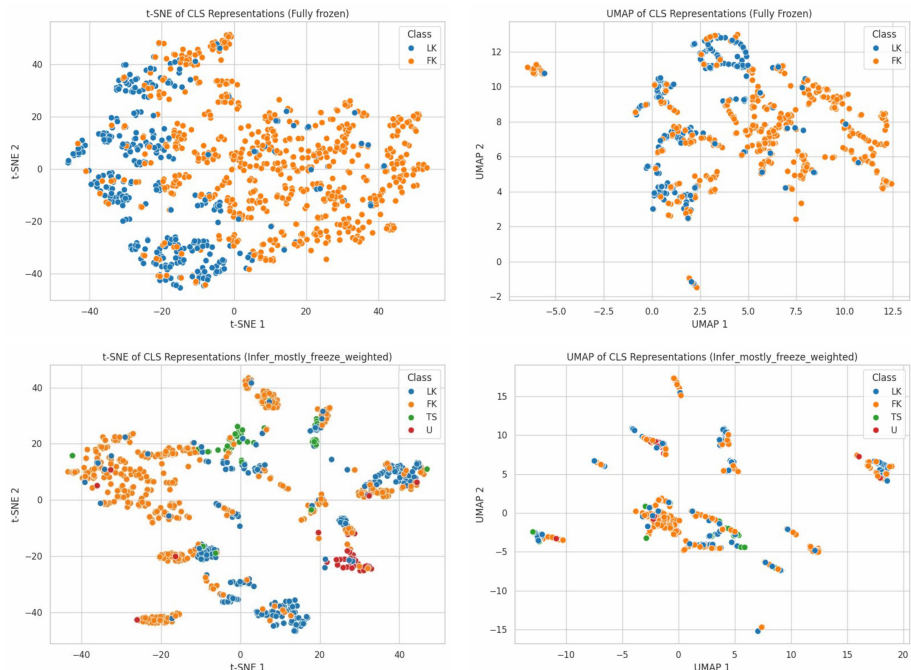 t-SNE of CLS Representations (Fully frozen)
Class
LK
FK
40
20
0
−20
−40
t-SNE 2
−40
−20
0
20
40
t-SNE 1
UMAP of CLS Representations (Fully Frozen)
Class
LK
FK
12
10
8
6
4
2
0
−2
UMAP 2
−5.0
−2.5
0.0
2.5
5.0
7.5
10.0
12.5
UMAP 1
t-SNE of CLS Representations (Infer_mostly_freeze_weighted)
Class
LK
FK
TS
U
40
20
0
−20
−40
t-SNE 2
−40
−20
0
20
40
t-SNE 1
UMAP of CLS Representations (Infer_mostly_freeze_weighted)
Class
LK
FK
TS
U
15
10
5
0
−5
−10
−15
UMAP 2
−10
−5
0
5
10
15
20
UMAP 1